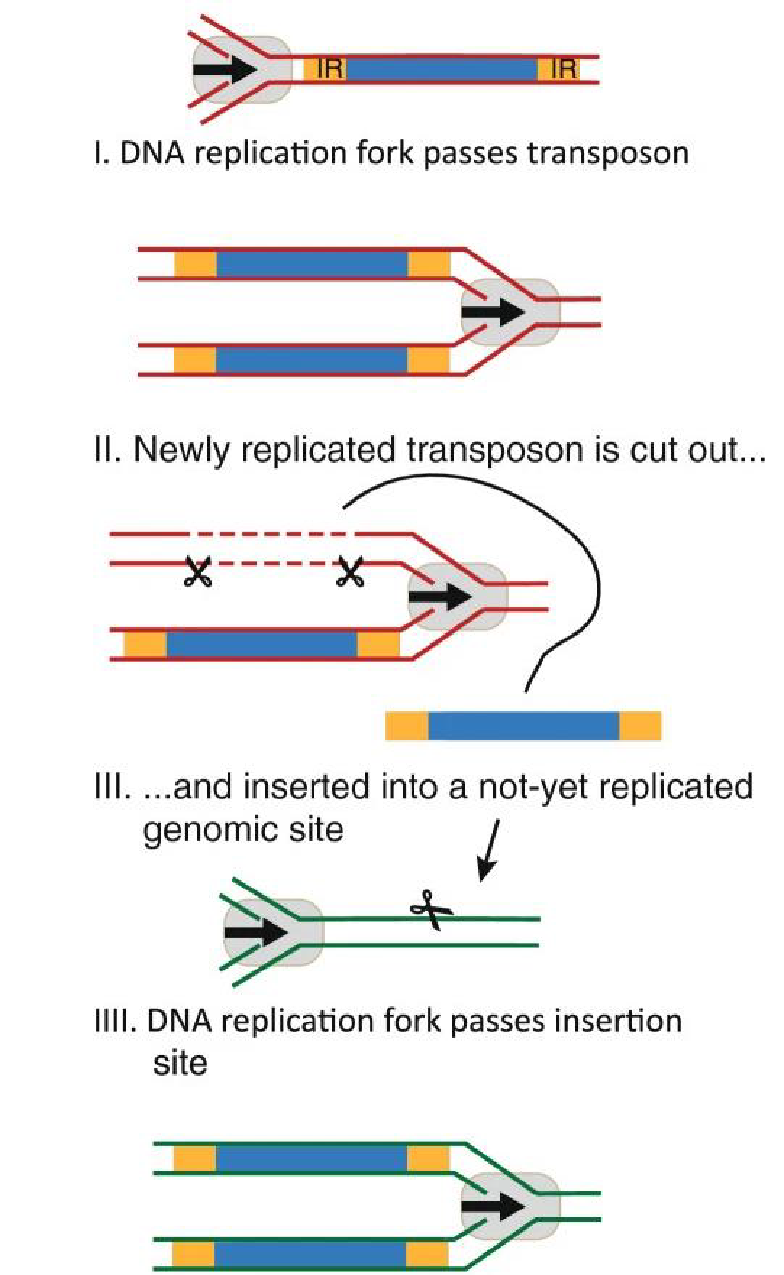 IR IR
I. DNA replication fork passes transposon
II. Newly replicated transposon is cut out...
III. ...and inserted into a not-yet replicated
genomic site
IIII. DNA replication fork passes insertion
site